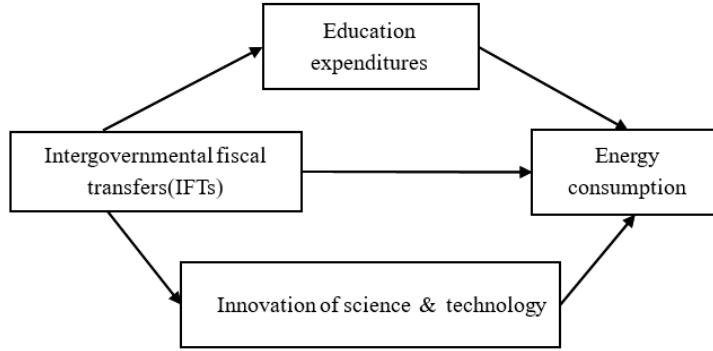 Education
expenditures
Intergovernmental fiscal
transfers(IFTs)
Energy
consumption
Innovation of science & technology